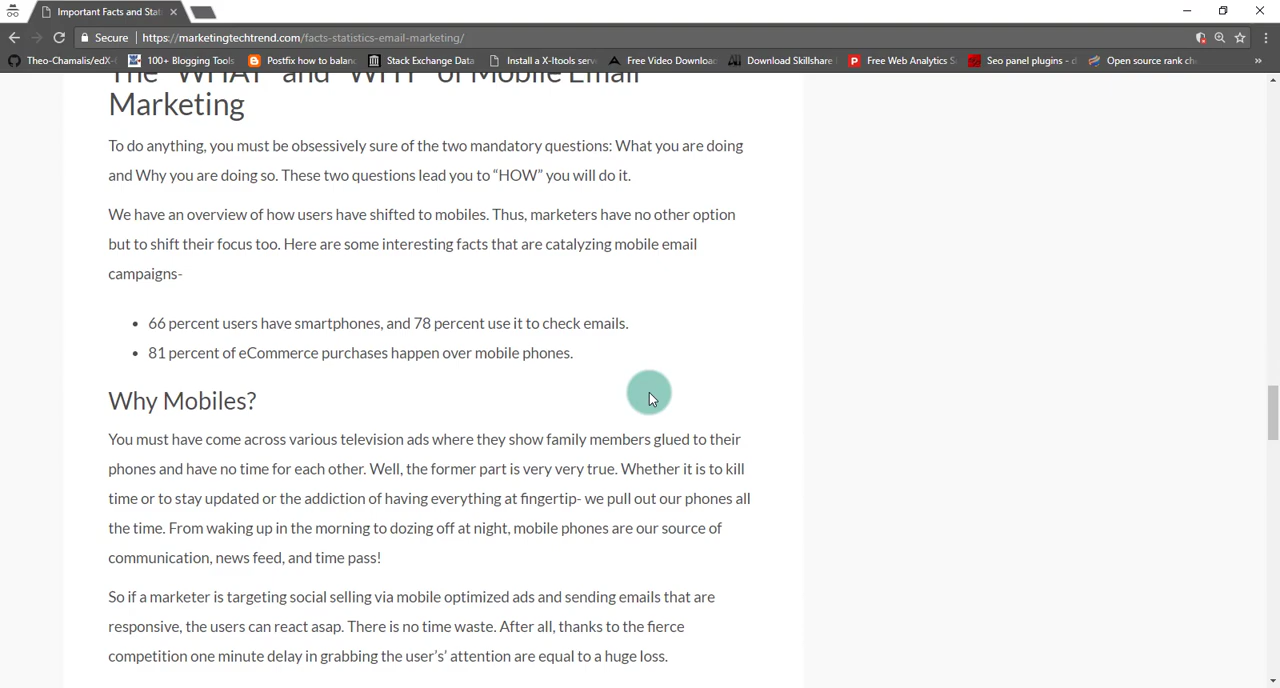 Important Facts and Stat
Secure
https://marketingtechtrend.com/facts-statistics-email-marketing/
Theo-Chamalis/edX-C
100+ Blogging Tools
Postfix how to balan
Stack Exchange Data
Install a X-Itools serve
Free Video Download
Download Skillshare
Free Web Analytics S
Seo panel plugins - d
Open source rank che
The "WHAT" and "WHY" of Mobile Email
Marketing
To do anything, you must be obsessively sure of the two mandatory questions: What you are doing
and Why you are doing so. These two questions lead you to “HOW” you will do it.
We have an overview of how users have shifted to mobiles. Thus, marketers have no other option
but to shift their focus too. Here are some interesting facts that are catalyzing mobile email
campaigns-
• 66 percent users have smartphones, and 78 percent use it to check emails.
• 81 percent of eCommerce purchases happen over mobile phones.
Why Mobiles?
You must have come across various television ads where they show family members glued to their
phones and have no time for each other. Well, the former part is very very true. Whether it is to kill
time or to stay updated or the addiction of having everything at fingertip- we pull out our phones all
the time. From waking up in the morning to dozing off at night, mobile phones are our source of
communication, news feed, and time pass!
So if a marketer is targeting social selling via mobile optimized ads and sending emails that are
responsive, the users can react asap. There is no time waste. After all, thanks to the fierce
competition one minute delay in grabbing the user’s’ attention are equal to a huge loss.